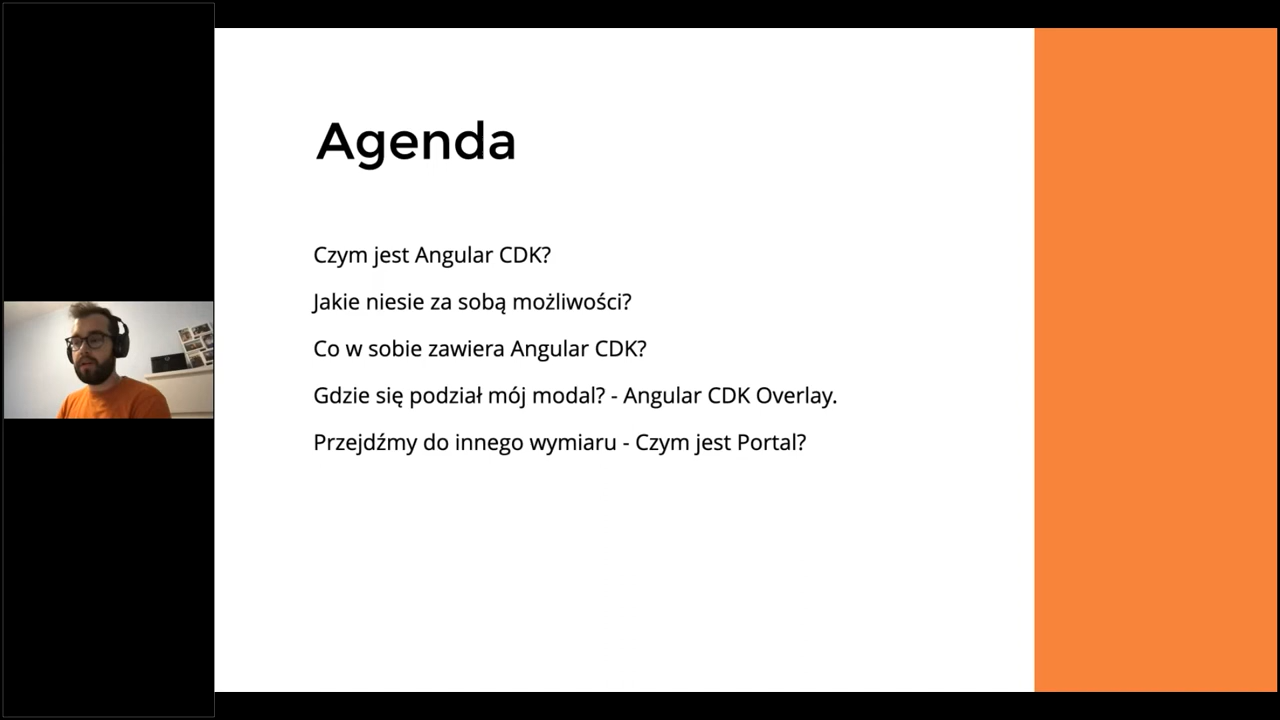 Agenda
Czym jest Angular CDK?
Jakie niesie za sobą możliwości?
Co w sobie zawiera Angular CDK?
Gdzie się podział mój modal? - Angular CDK Overlay.
Przejdźmy do innego wymiaru - Czym jest Portal?